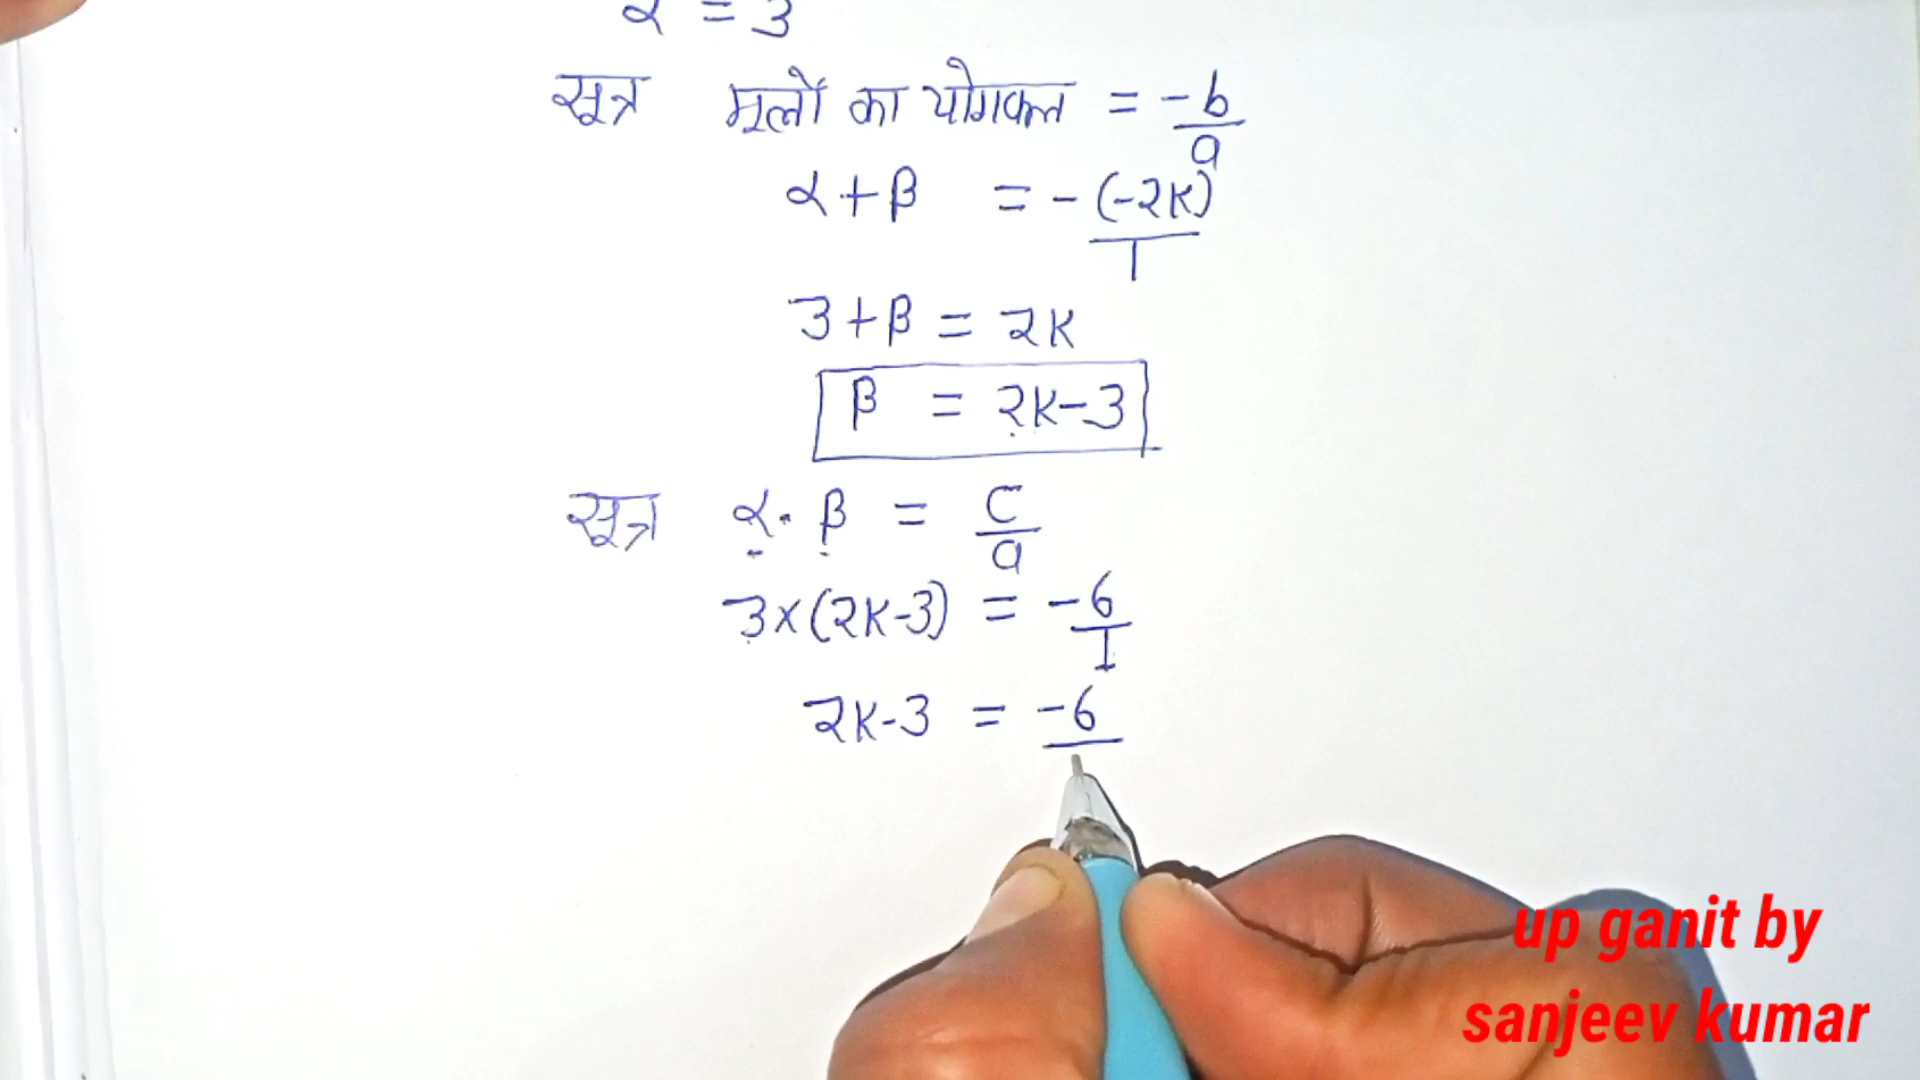 α = 3
सूत्र मूलों का योगफल = -b/a
α+β = -(-2K)/1
3+β = 2K
β = 2K-3
सूत्र α. β = C/a
3x(2K-3) = -6/1
2K-3 = -6
up ganit by
sanjeev kumar